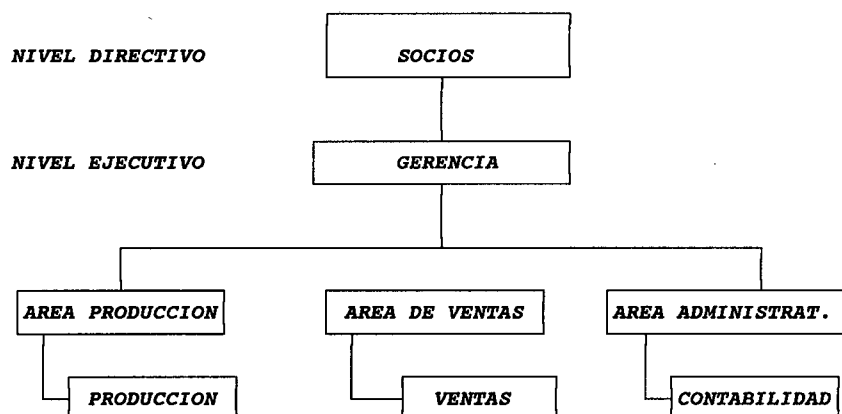 NIVEL DIRECTIVO SOCIOS
NIVEL EJECUTIVO GERENCIA
AREA PRODUCCION AREA DE VENTAS AREA ADMINISTRAT.
PRODUCCION VENTAS CONTABILIDAD